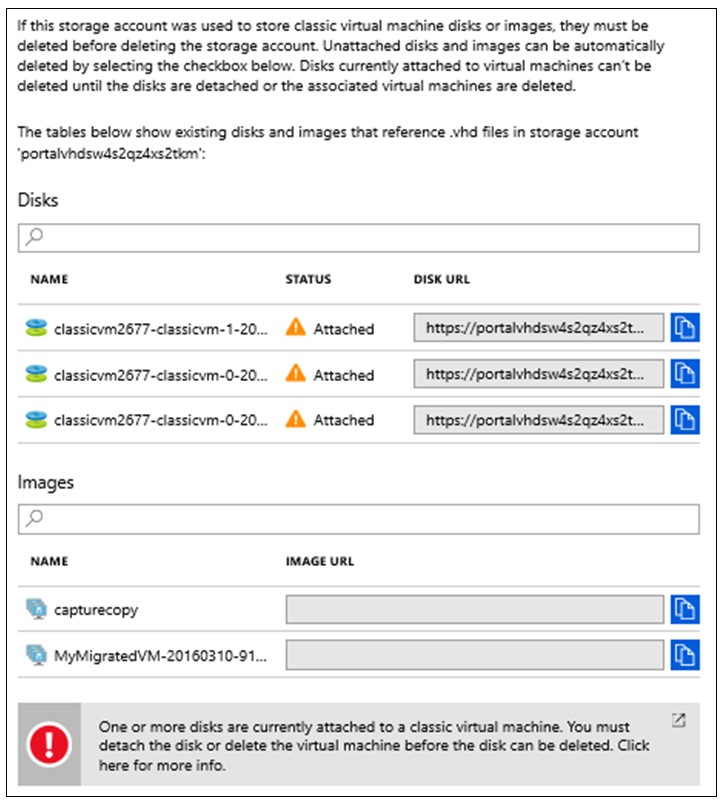 If this storage account was used to store classic virtual machine disks or images, they must be
deleted before deleting the storage account. Unattached disks and images can be automatically
deleted by selecting the checkbox below. Disks currently attached to virtual machines can't be
deleted until the disks are detached or the associated virtual machines are deleted.
The tables below show existing disks and images that reference .vhd files in storage account
'portalvhdsw4s2qz4xs2tkm':
Disks
NAME STATUS DISK URL
classicvm2677-classicvm-1-20... Attached https://portalvhdsw4s2qz4xs2t...
classicvm2677-classicvm-0-20... Attached https://portalvhdsw4s2qz4xs2t...
classicvm2677-classicvm-0-20... Attached https://portalvhdsw4s2qz4xs2t...
Images
NAME IMAGE URL
capturecopy
MyMigratedVM-20160310-91...
One or more disks are currently attached to a classic virtual machine. You must
detach the disk or delete the virtual machine before the disk can be deleted. Click
here for more info.